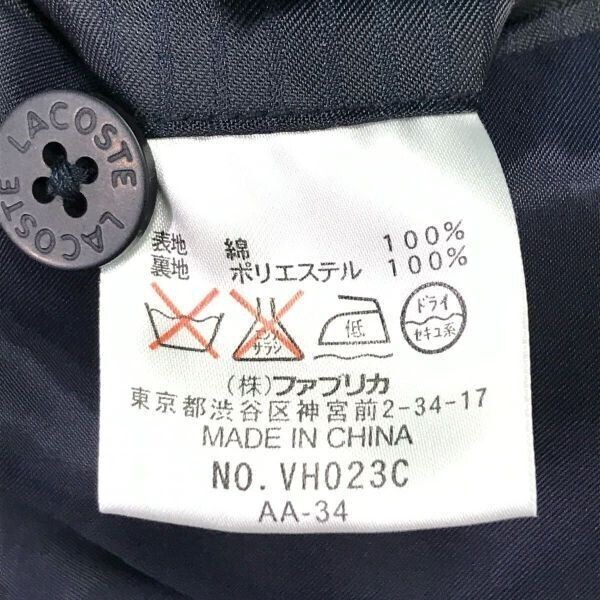 LACOSTE LACOSTE
表地 綿 100%
裏地 ポリエステル 100%
エンソ サラシ
低
ドライ
セキユ系
(株)ファブリカ
東京都渋谷区神宮前2-34-17
MADE IN CHINA
NO. VH023C
AA-34